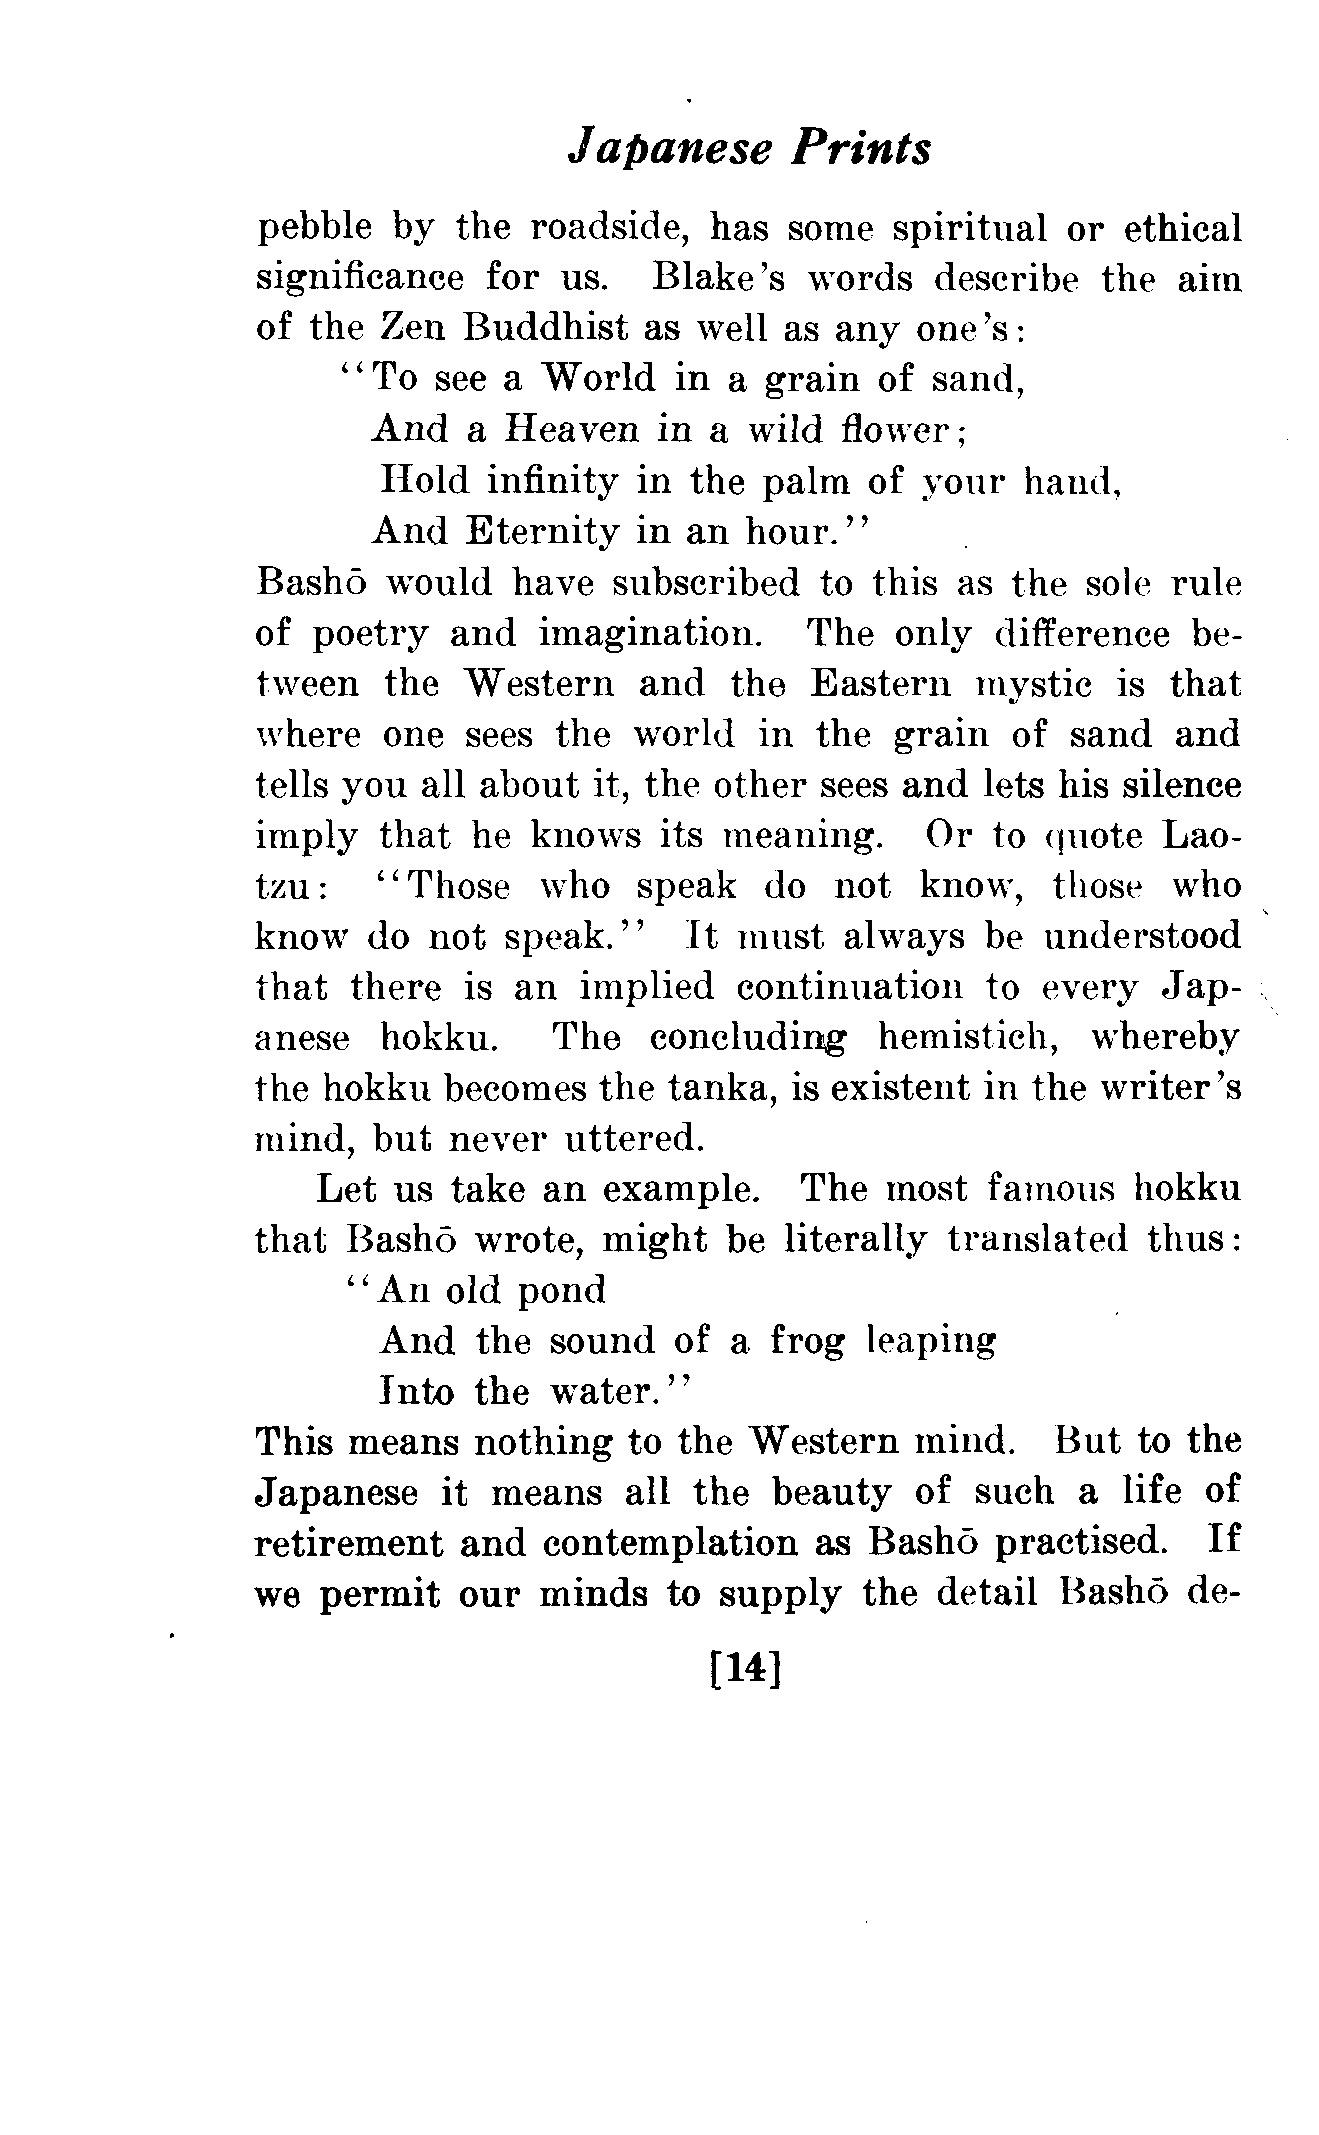 Japanese Prints
pebble by the roadside, has some spiritual or ethical
significance for us. Blake's words describe the aim
of the Zen Buddhist as well as any one's:
"To see a World in a grain of sand,
And a Heaven in a wild flower;
Hold infinity in the palm of your hand,
And Eternity in an hour."
Bashō would have subscribed to this as the sole rule
of poetry and imagination. The only difference be-
tween the Western and the Eastern mystic is that
where one sees the world in the grain of sand and
tells you all about it, the other sees and lets his silence
imply that he knows its meaning. Or to quote Lao-
tzu: "Those who speak do not know, those who
know do not speak." It must always be understood
that there is an implied continuation to every Jap-
anese hokku. The concluding hemistich, whereby
the hokku becomes the tanka, is existent in the writer's
mind, but never uttered.
Let us take an example. The most famous hokku
that Bashō wrote, might be literally translated thus:
"An old pond
And the sound of a frog leaping
Into the water."
This means nothing to the Western mind. But to the
Japanese it means all the beauty of such a life of
retirement and contemplation as Bashō practised. If
we permit our minds to supply the detail Bashō de-
[14]